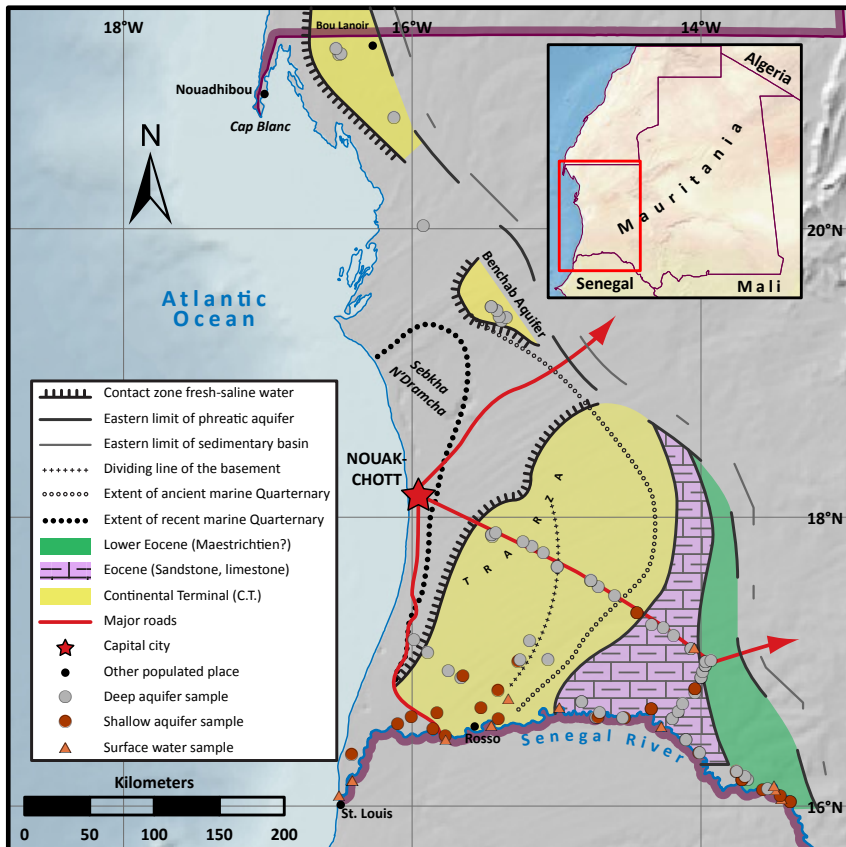 18°W
16°W
14°W
Bou Lanoir
Nouadhibou
Cap Blanc
N
Algeria
Mauritania
Senegal
Mali
20°N
Atlantic
Ocean
Benchab Aquifer
Sebkha
N'Dramcha
NOUAK-
CHOTT
18°N
TRARZA
Contact zone fresh-saline water
Eastern limit of phreatic aquifer
Eastern limit of sedimentary basin
Dividing line of the basement
Extent of ancient marine Quarternary
Extent of recent marine Quarternary
Lower Eocene (Maestrichtien?)
Eocene (Sandstone, limestone)
Continental Terminal (C.T.)
Major roads
Capital city
Other populated place
Deep aquifer sample
Shallow aquifer sample
Surface water sample
Rosso
Senegal River
Kilometers
0 50 100 150 200
St. Louis
16°N